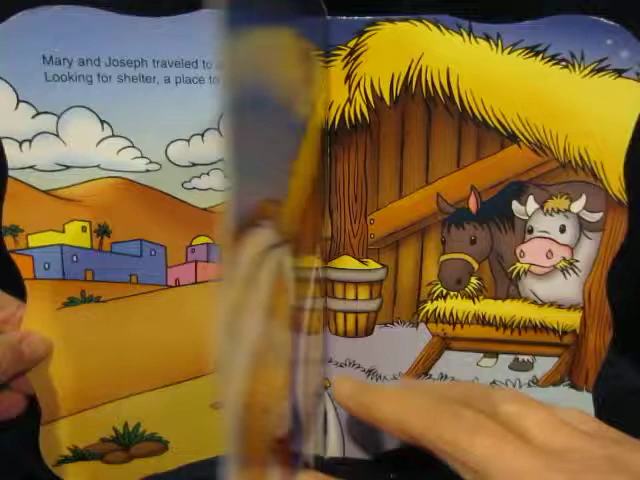 Mary and Joseph traveled to
Looking for shelter, a place to